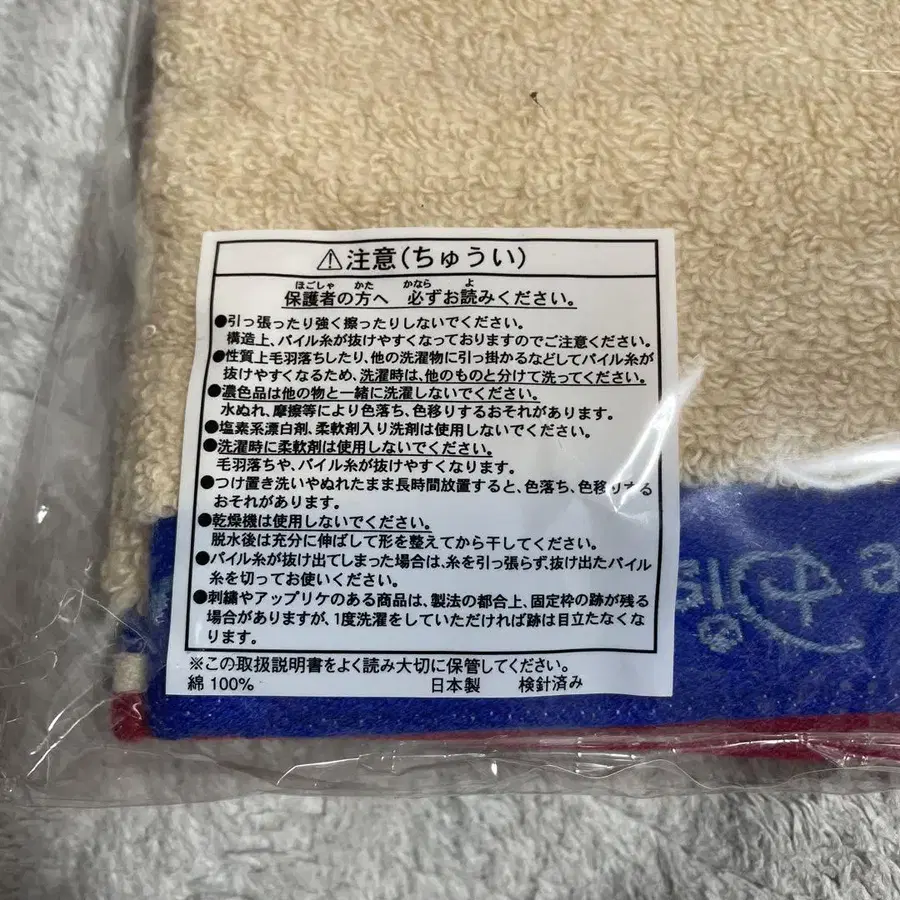 ⚠注意(ちゅうい)
ほごしゃ かた かなら よ
保護者の方へ 必ずお読みください。
●引っ張ったり強く擦ったりしないでください。
構造上、パイル糸が抜けやすくなっておりますのでご注意ください。
●性質上毛羽落ちしたり、他の洗濯物に引っ掛かるなどしてパイル糸が
抜けやすくなるため、洗濯時は、他のものと分けて洗ってください。
●濃色品は他の物と一緒に洗濯しないでください。
水ぬれ、摩擦等により色落ち、色移りするおそれがあります。
●塩素系漂白剤、柔軟剤入り洗剤は使用しないでください。
●洗濯時に柔軟剤は使用しないでください。
毛羽落ちや、パイル糸が抜けやすくなります。
●つけ置き洗いやぬれたまま長時間放置すると、色落ち、色移りする
おそれがあります。
●乾燥機は使用しないでください。
脱水後は充分に伸ばして形を整えてから干してください。
●パイル糸が抜け出てしまった場合は、糸を引っ張らず、抜け出たパイル
糸を切ってお使いください。
●刺繍やアップリケのある商品は、製法の都合上、固定枠の跡が残る
場合がありますが、1度洗濯をしていただければ跡は目立たなくな
ります。
※この取扱説明書をよく読み大切に保管してください。
綿 100% 日本製 検針済み